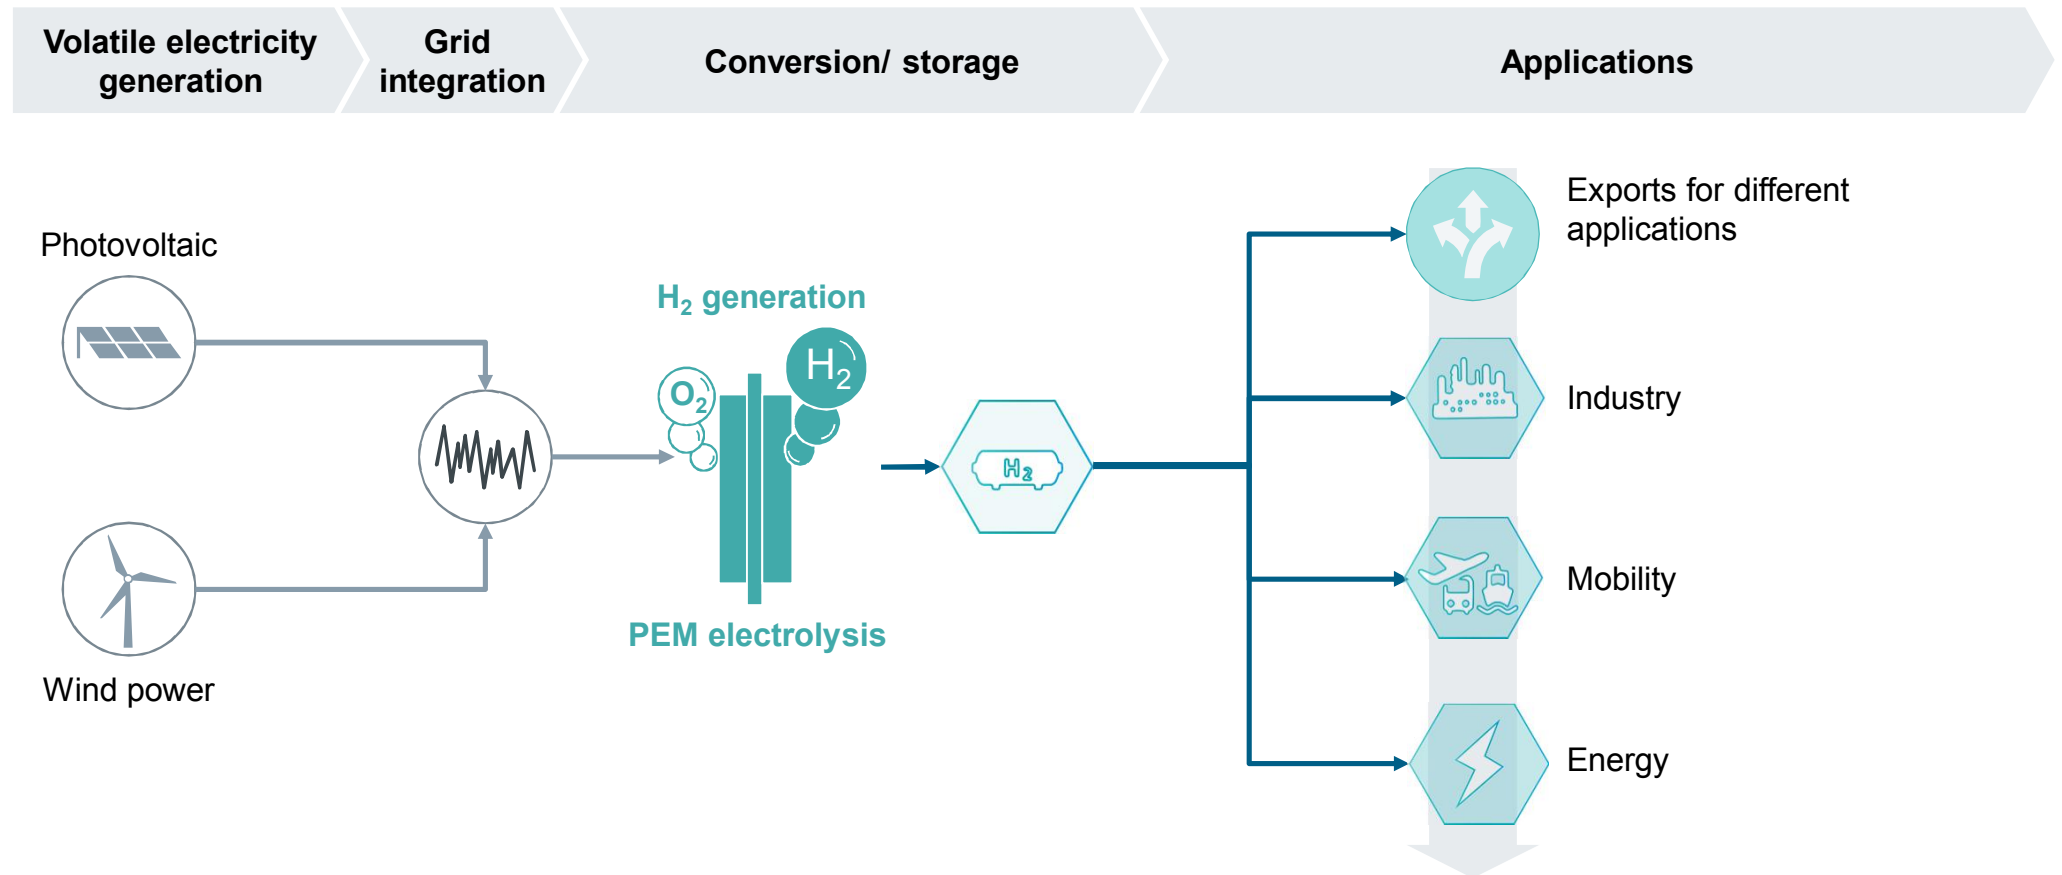 Volatile electricity
generation
Grid
integration
Conversion/ storage
Applications
Photovoltaic
Wind power
H₂ generation
O₂
H₂
PEM electrolysis
H₂
Exports for different
applications
Industry
Mobility
Energy